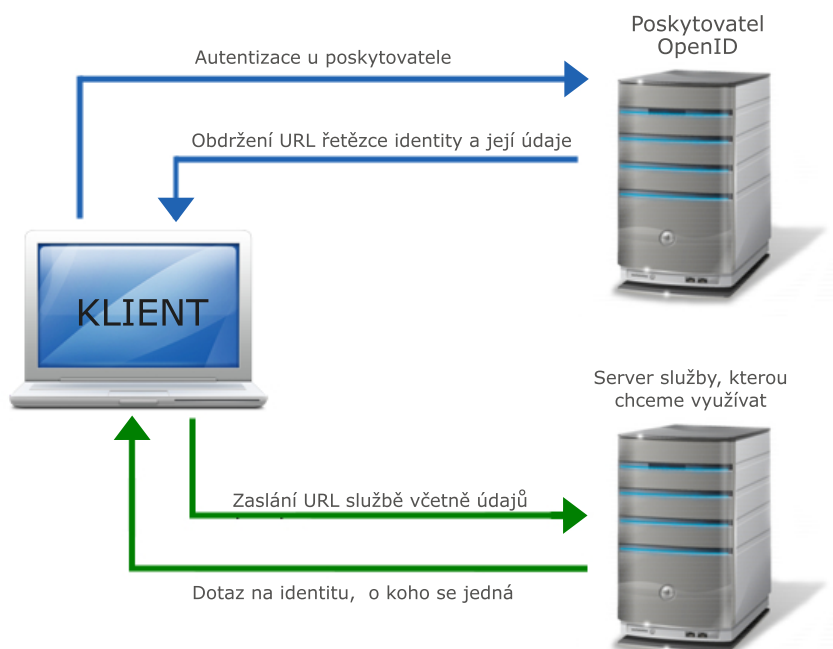 Poskytovatel
OpenID
Autentizace u poskytovatele
Obdržení URL řetězce identity a její údaje
KLIENT
Server služby, kterou
chceme využívat
Zaslání URL službě včetně údajů
Dotaz na identitu, o koho se jedná